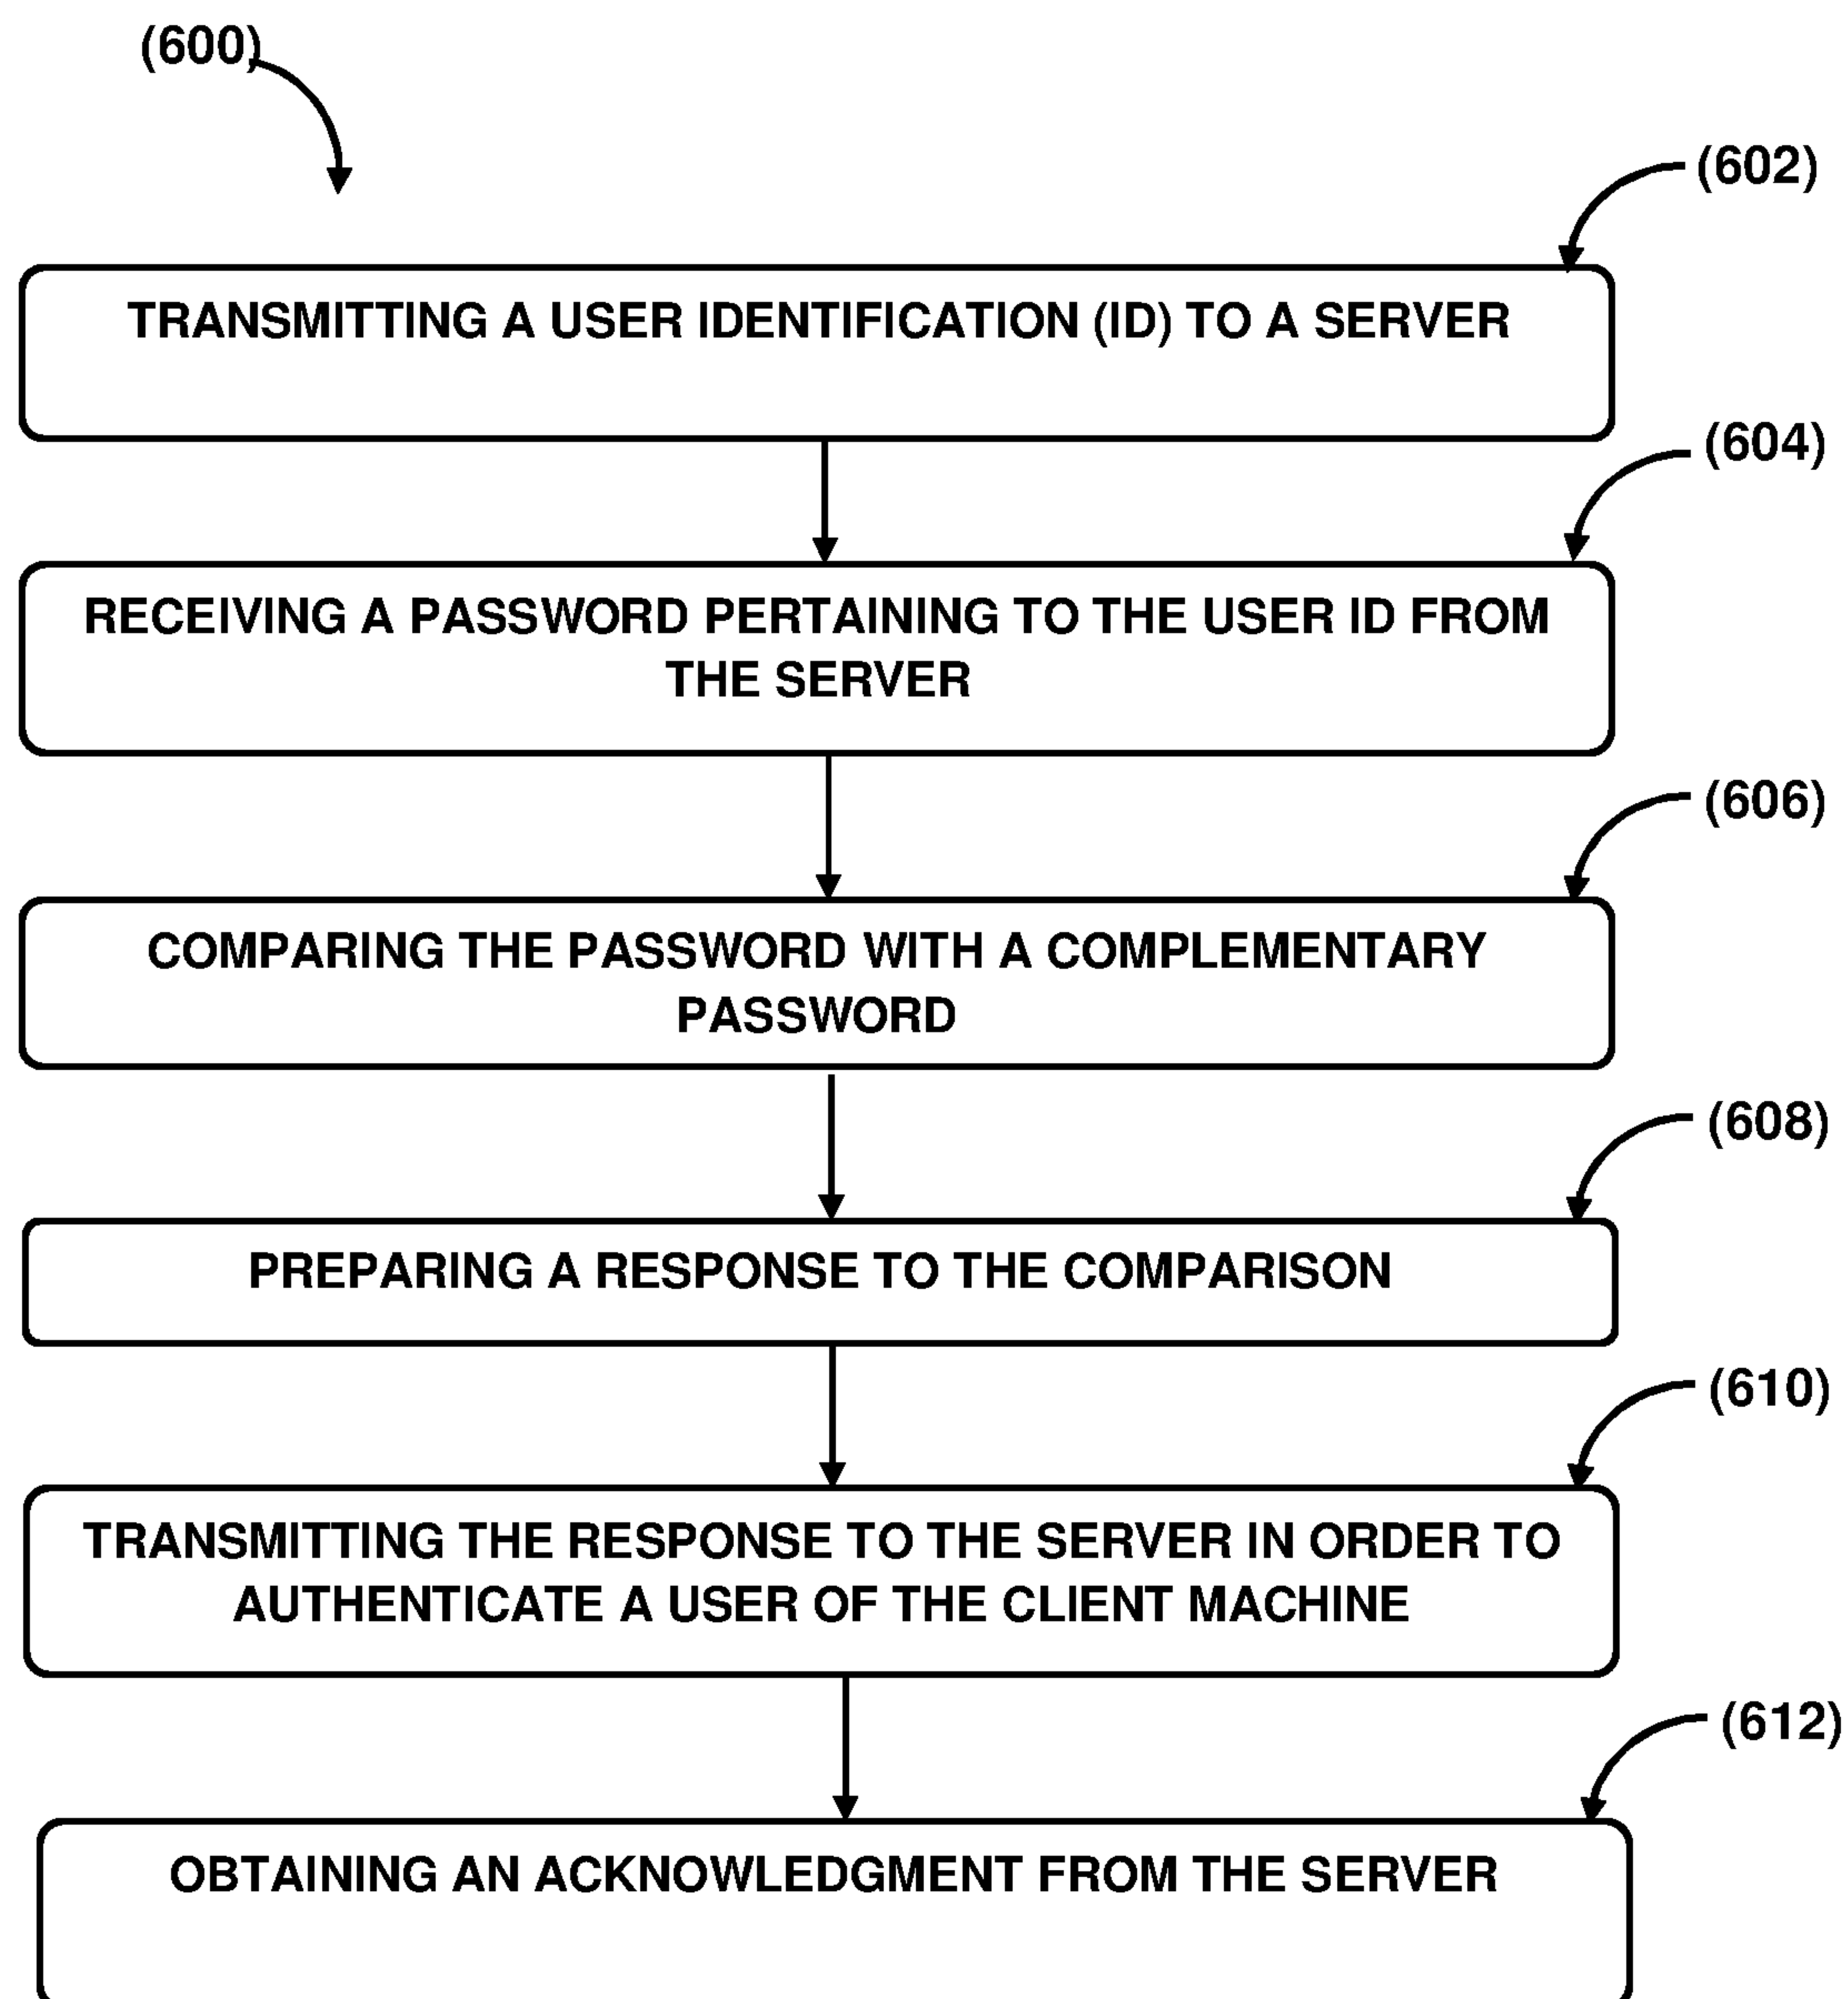 (600)
(602)
TRANSMITTING A USER IDENTIFICATION (ID) TO A SERVER
(604)
RECEIVING A PASSWORD PERTAINING TO THE USER ID FROM
THE SERVER
(606)
COMPARING THE PASSWORD WITH A COMPLEMENTARY
PASSWORD
(608)
PREPARING A RESPONSE TO THE COMPARISON
(610)
TRANSMITTING THE RESPONSE TO THE SERVER IN ORDER TO
AUTHENTICATE A USER OF THE CLIENT MACHINE
(612)
OBTAINING AN ACKNOWLEDGMENT FROM THE SERVER